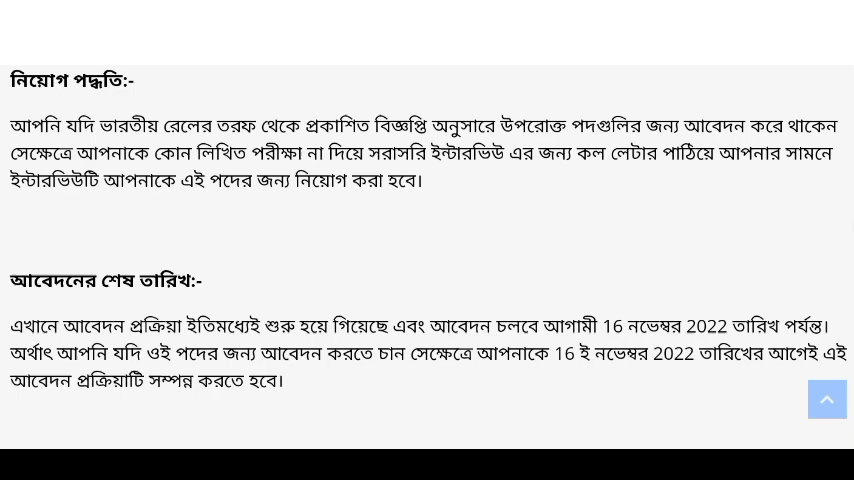 নিয়োগ পদ্ধতি:-
আপনি যদি ভারতীয় রেলের তরফ থেকে প্রকাশিত বিজ্ঞপ্তি অনুসারে উপরোক্ত পদগুলির জন্য আবেদন করে থাকেন
সেক্ষেত্রে আপনাকে কোন লিখিত পরীক্ষা না দিয়ে সরাসরি ইন্টারভিউ এর জন্য কল লেটার পাঠিয়ে আপনার সামনে
ইন্টারভিউটি আপনাকে এই পদের জন্য নিয়োগ করা হবে।
আবেদনের শেষ তারিখ:-
এখানে আবেদন প্রক্রিয়া ইতিমধ্যেই শুরু হয়ে গিয়েছে এবং আবেদন চলবে আগামী 16 নভেম্বর 2022 তারিখ পর্যন্ত।
অর্থাৎ আপনি যদি ওই পদের জন্য আবেদন করতে চান সেক্ষেত্রে আপনাকে 16 ই নভেম্বর 2022 তারিখের আগেই এই
আবেদন প্রক্রিয়াটি সম্পন্ন করতে হবে।